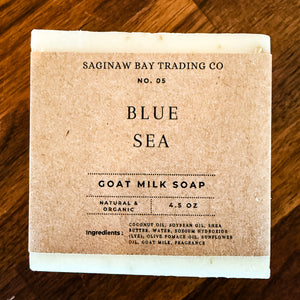 SAGINAW BAY TRADING CO
NO. 05
BLUE
SEA
GOAT MILK SOAP
NATURAL & ORGANIC
4.5 OZ
Ingredients :
COCONUT OIL, SOYBEAN OIL, SHEA
BUTTER, WATER, SODIUM HYDROXIDE
(LYE), OLIVE POMACE OIL, SUNFLOWER
OIL, GOAT MILK, FRAGRANCE